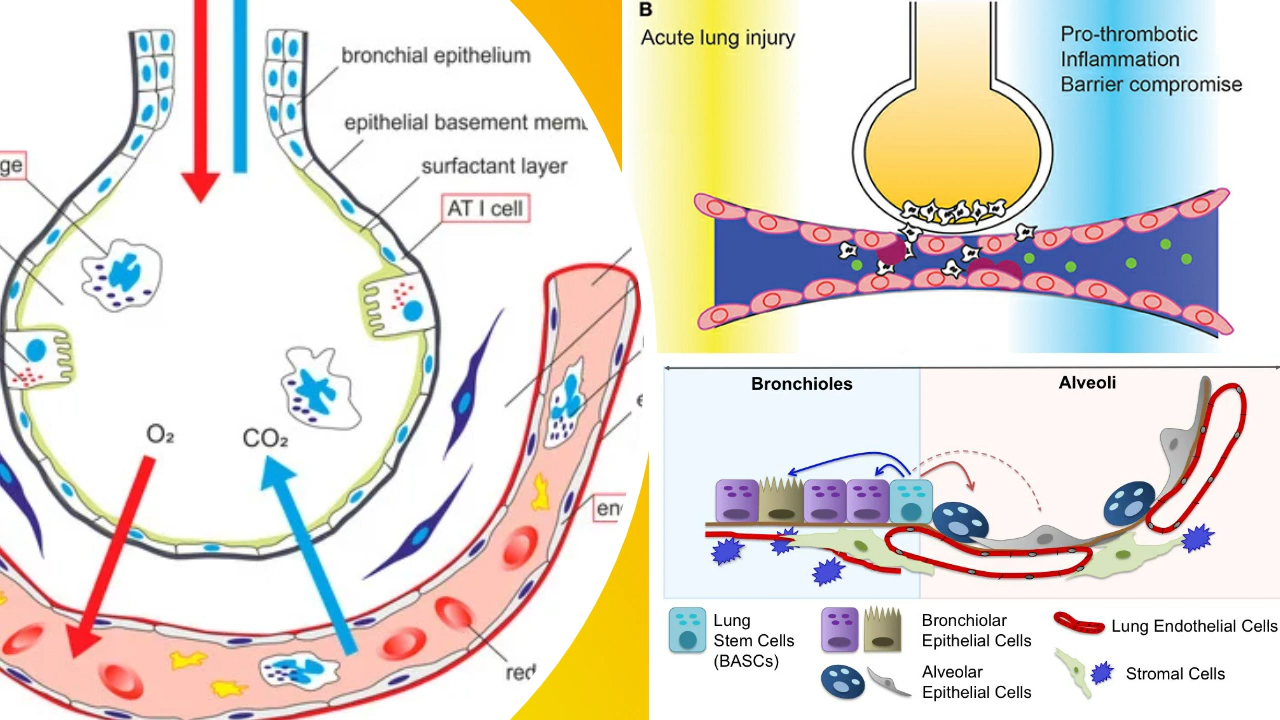 bronchial epithelium
epithelial basement mem
surfactant layer
ge
AT I cell
O₂ CO₂
en
red
B
Acute lung injury
Pro-thrombotic
Inflammation
Barrier compromise
Bronchioles Alveoli
Lung
Stem Cells
(BASCs)
Bronchiolar
Epithelial Cells
Alveolar
Epithelial Cells
Lung Endothelial Cells
Stromal Cells